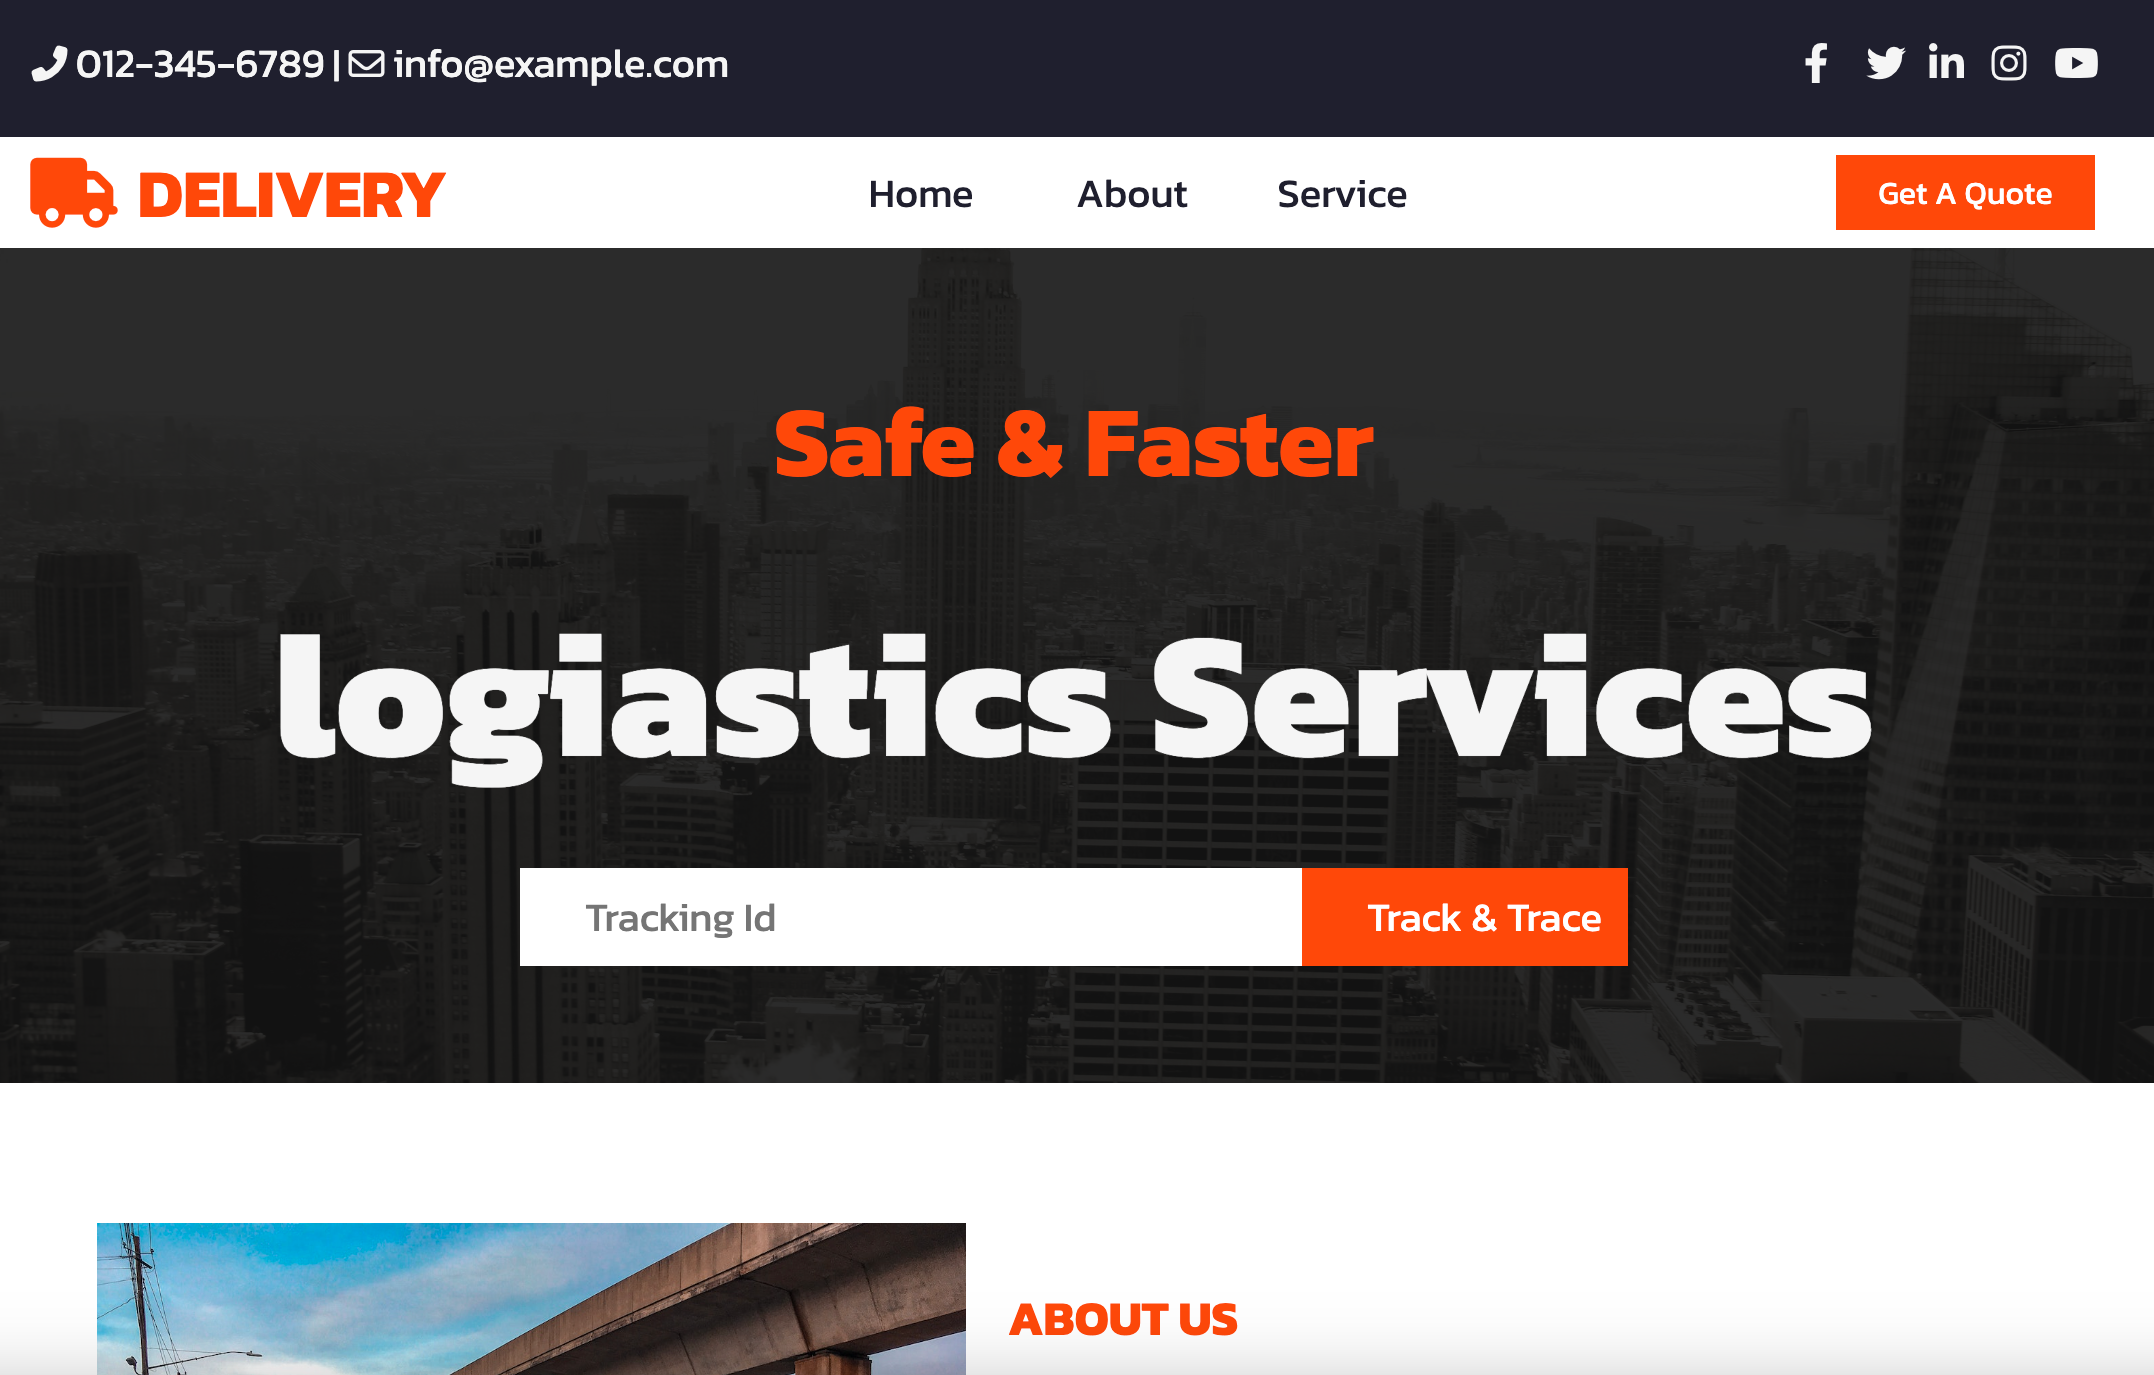 012-345-6789 | info@example.com
DELIVERY
Home About Service
Get A Quote
Safe & Faster
logiastics Services
Tracking Id
Track & Trace
ABOUT US